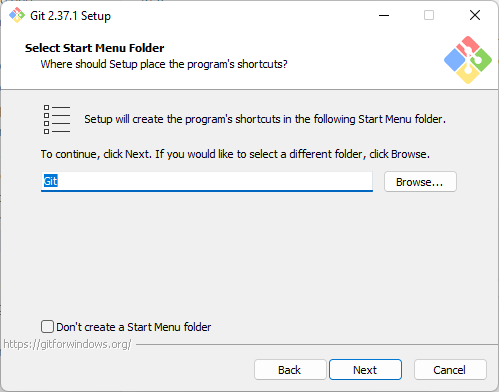 Git 2.37.1 Setup
Select Start Menu Folder
Where should Setup place the program's shortcuts?
Setup will create the program's shortcuts in the following Start Menu folder.
To continue, click Next. If you would like to select a different folder, click Browse.
Git
Browse...
Don't create a Start Menu folder
https://gitforwindows.org/
Back
Next
Cancel